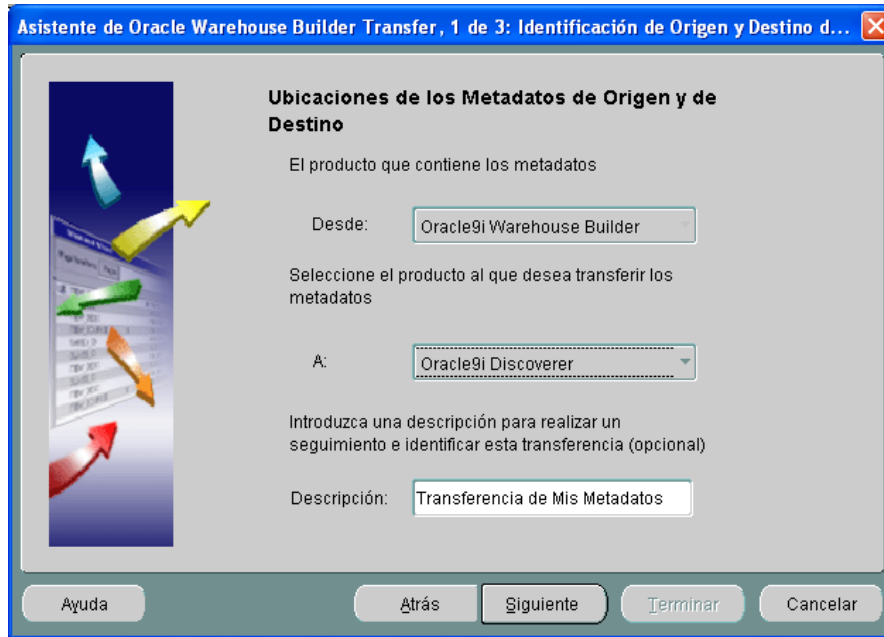 Asistente de Oracle Warehouse Builder Transfer, 1 de 3: Identificación de Origen y Destino d...
Ubicaciones de los Metadatos de Origen y de
Destino
El producto que contiene los metadatos
Desde:
Oracle9i Warehouse Builder
Seleccione el producto al que desea transferir los
metadatos
A:
Oracle9i Discoverer
Introduzca una descripción para realizar un
seguimiento e identificar esta transferencia (opcional)
Descripción:
Transferencia de Mis Metadatos
Ayuda
Atrás
Siguiente
Terminar
Cancelar